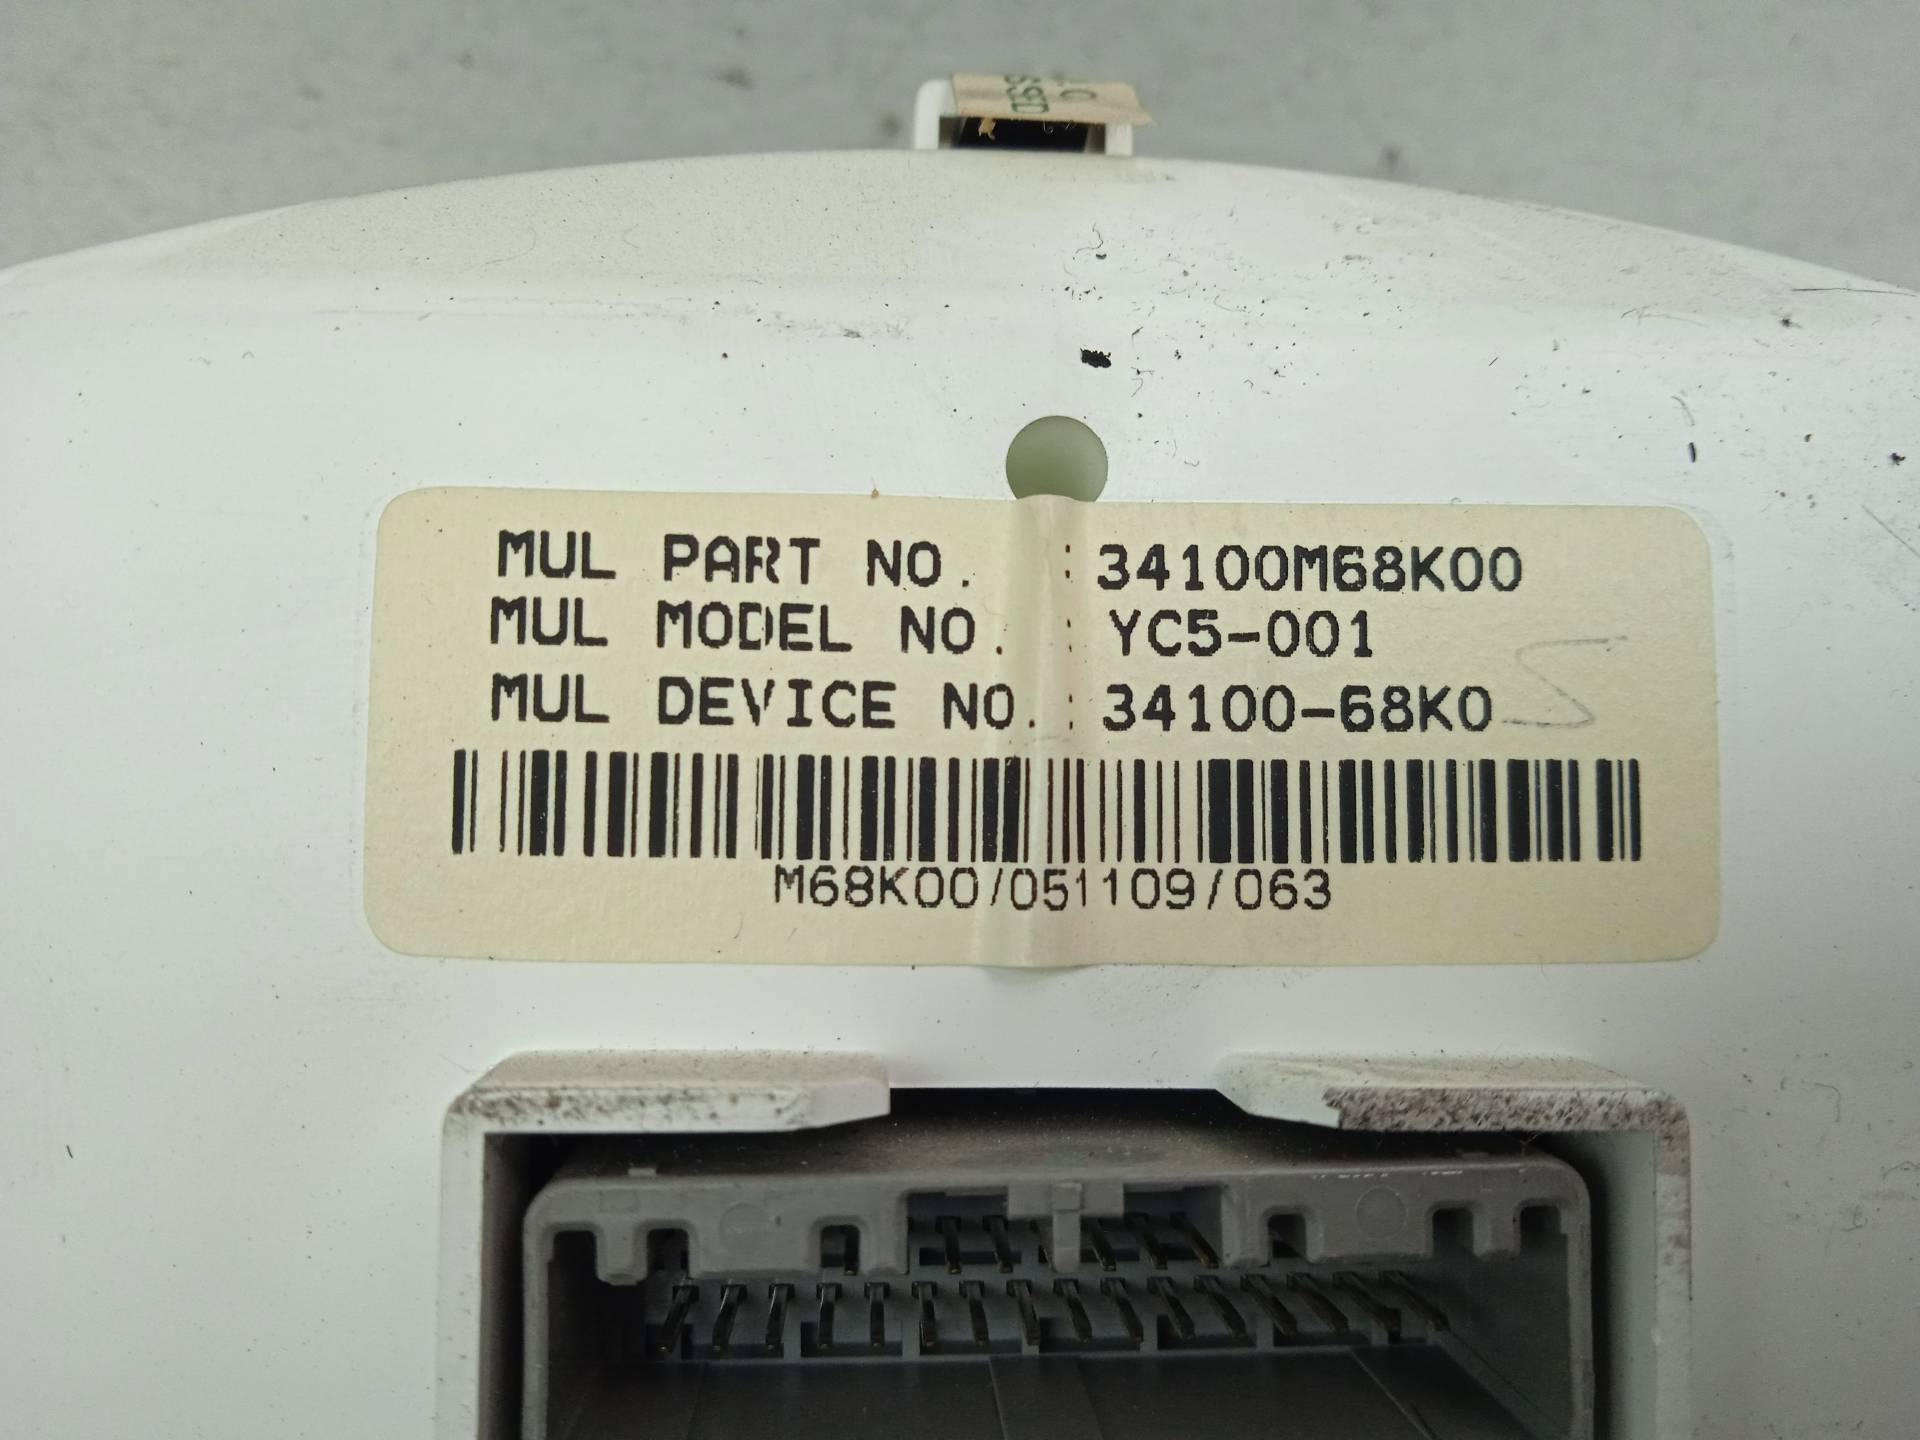 MUL PART NO. : 34100M68K00
MUL MODEL NO. : YC5-001
MUL DEVICE NO. : 34100-68K0
M68K00/051109/063